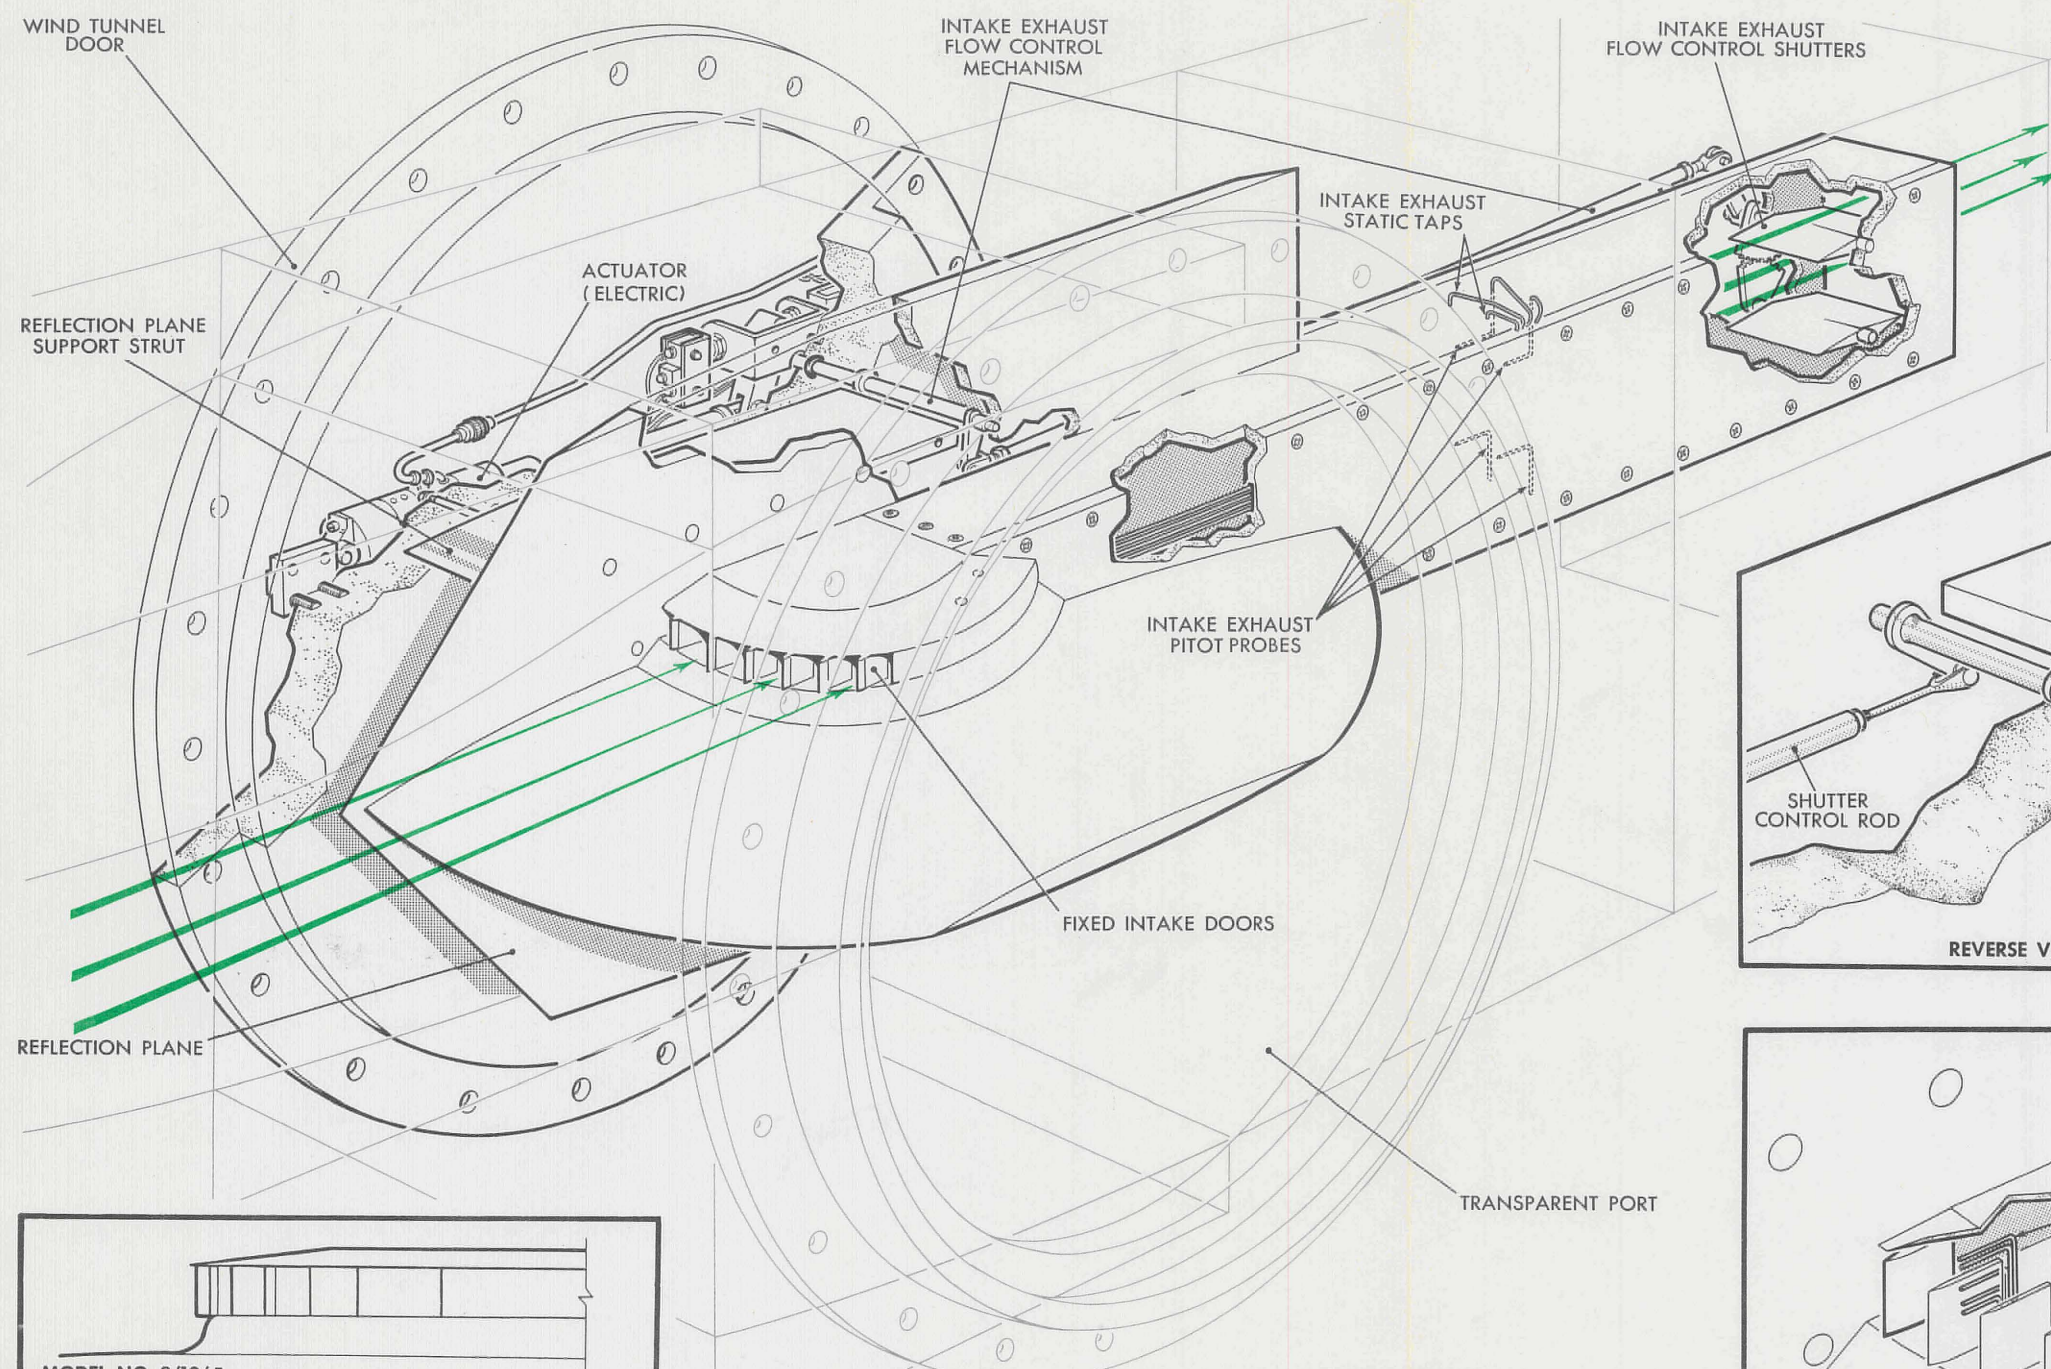 WIND TUNNEL
DOOR
INTAKE EXHAUST
FLOW CONTROL
MECHANISM
INTAKE EXHAUST
FLOW CONTROL SHUTTERS
INTAKE EXHAUST
STATIC TAPS
ACTUATOR
(ELECTRIC)
REFLECTION PLANE
SUPPORT STRUT
INTAKE EXHAUST
PITOT PROBES
SHUTTER
CONTROL ROD
FIXED INTAKE DOORS
REVERSE V
REFLECTION PLANE
TRANSPARENT PORT
MODEL NO.